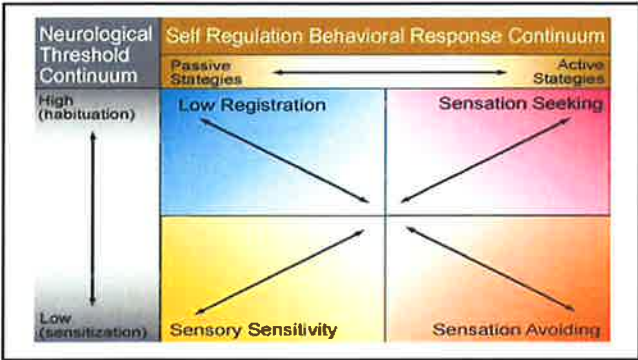 Neurological
Threshold
Continuum
Self Regulation Behavioral Response Continuum
Passive
Stategies
Active
Stategies
High
(habituation)
Low Registration
Sensation Seeking
Low
(sensitization)
Sensory Sensitivity
Sensation Avoiding